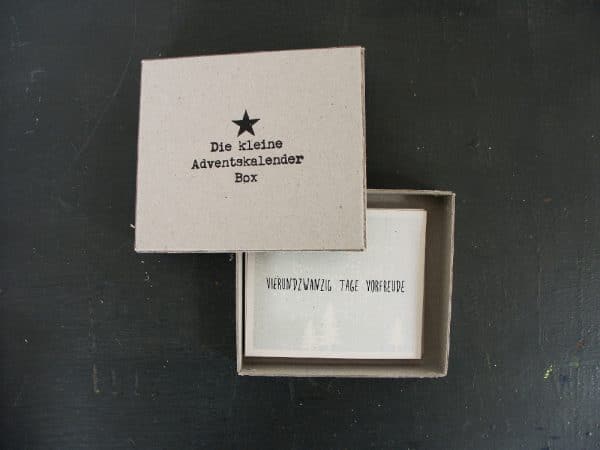 Die kleine
Adventskalender
Box
VIERUNDZWANZIG TAGE VORFREUDE